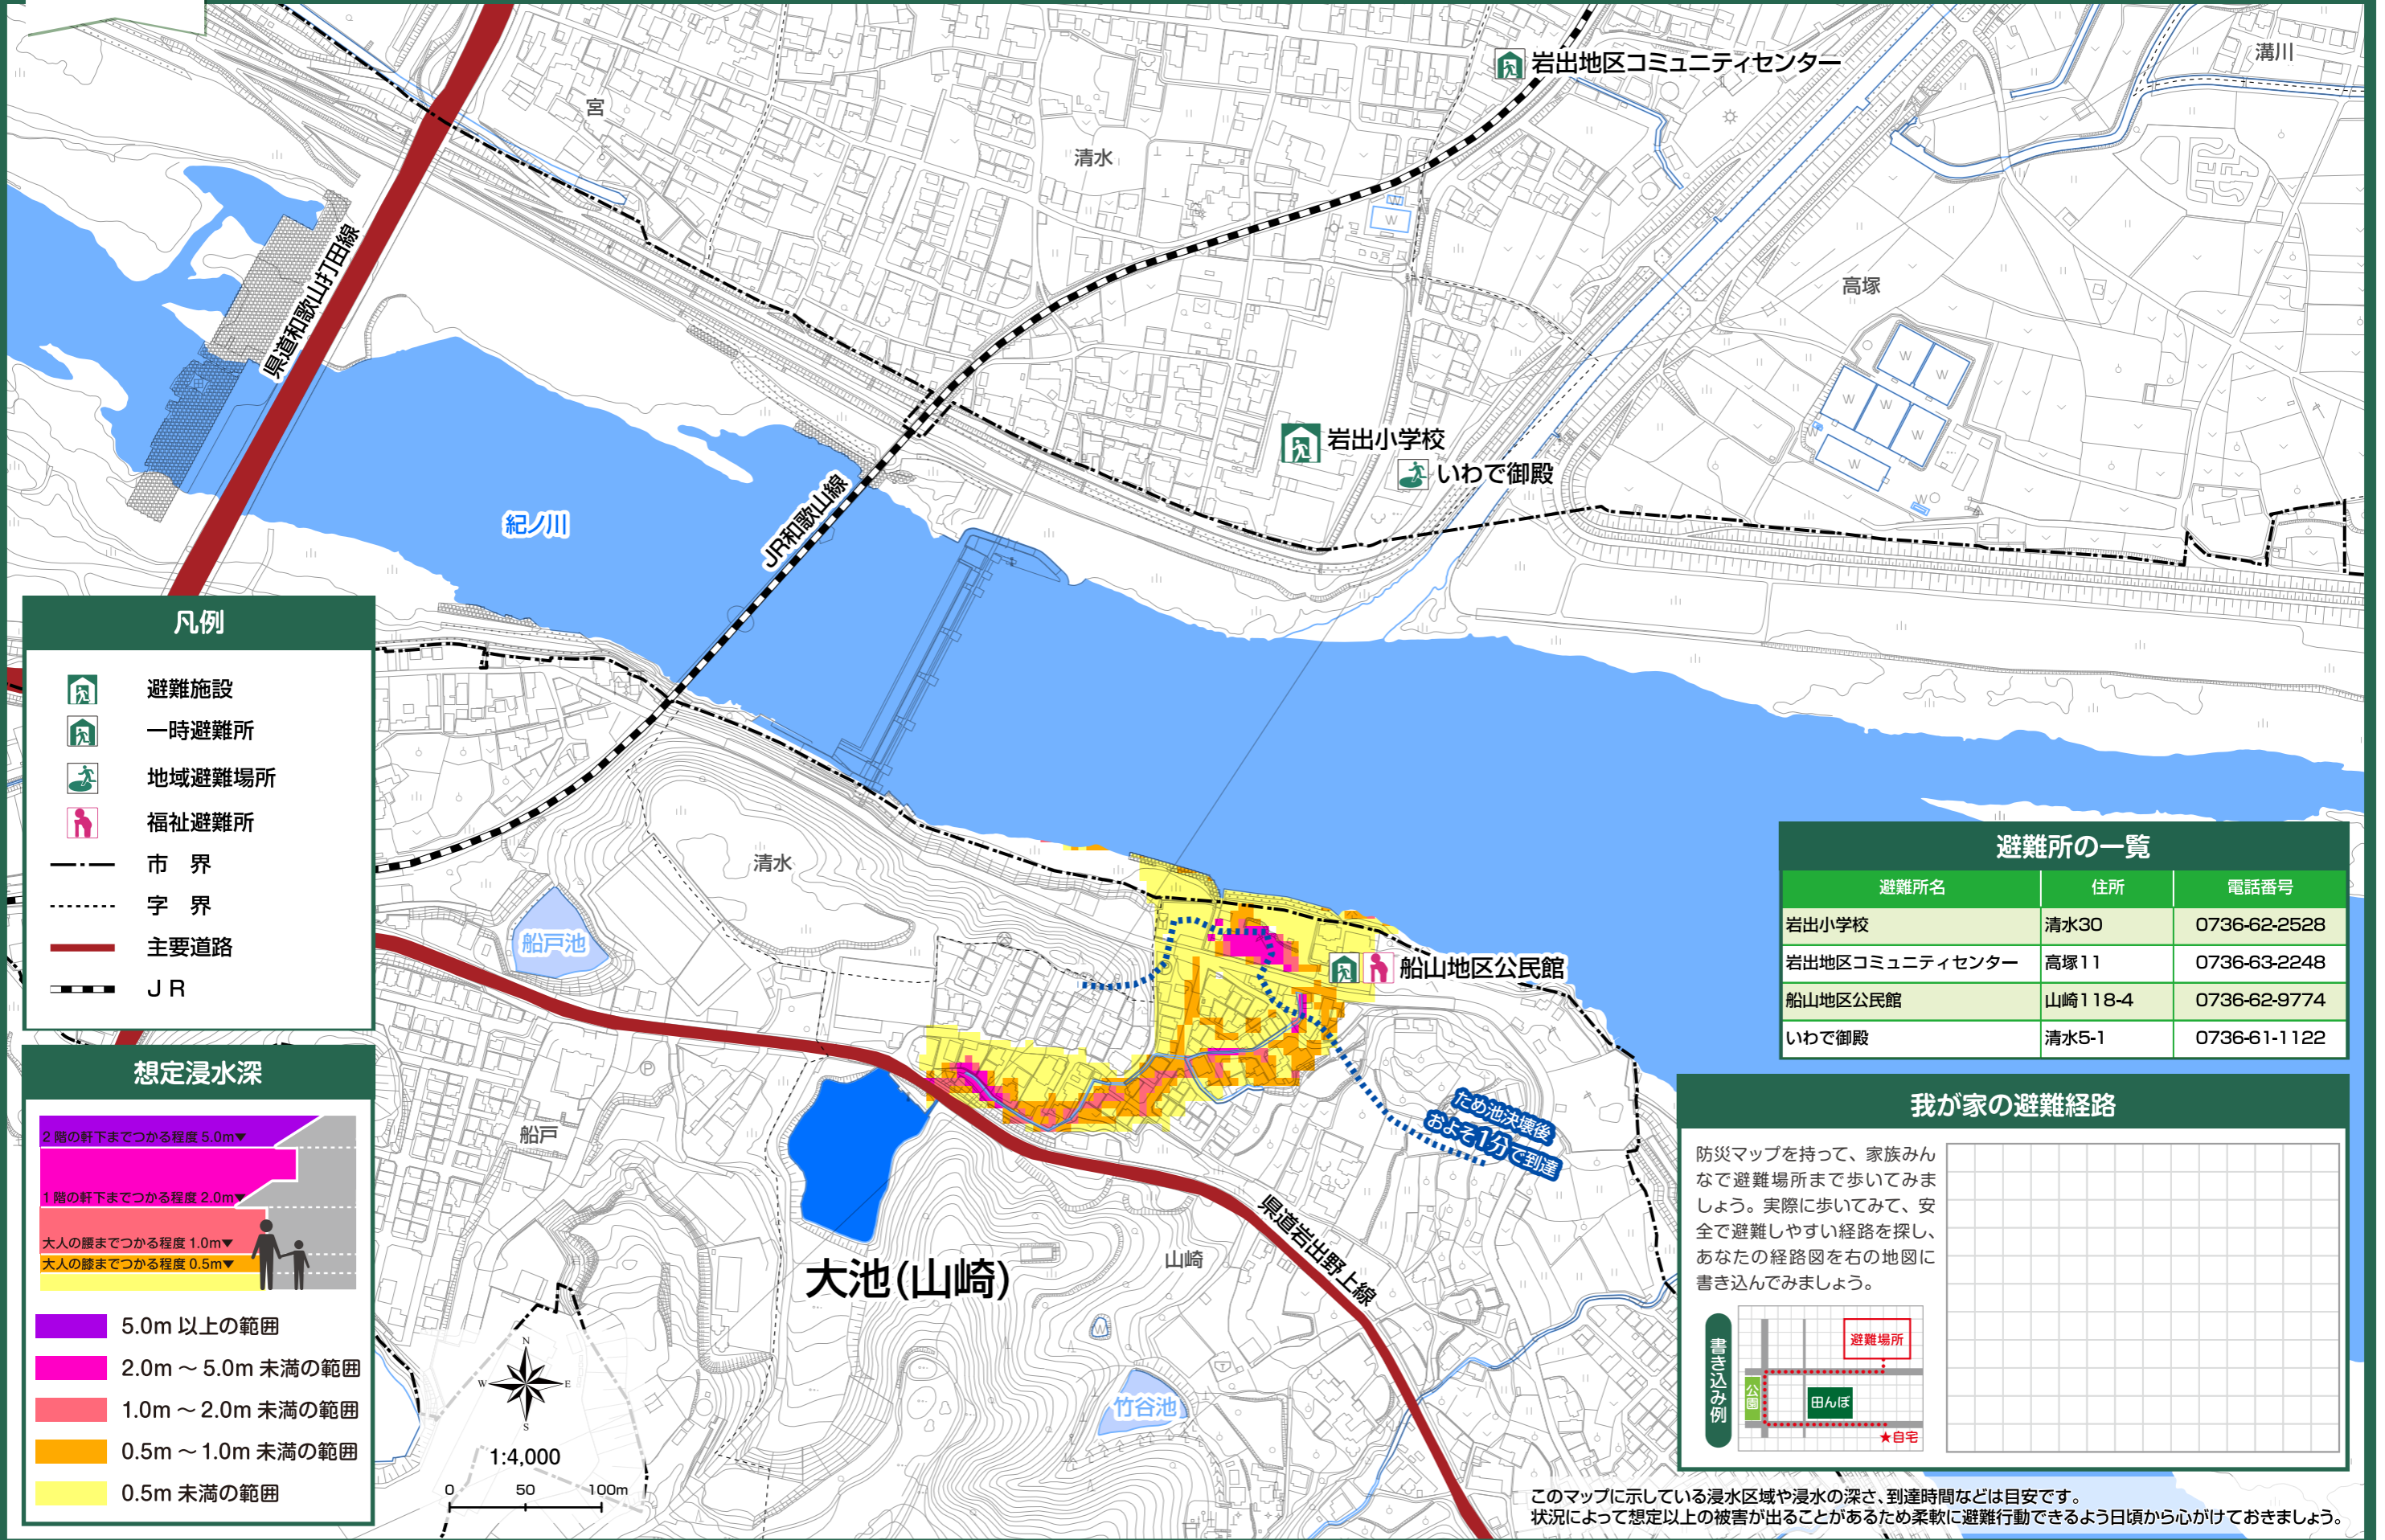 岩出地区コミュニティセンター
溝川
宮
清水
県道和歌山打田線
高塚
岩出小学校
いわで御殿
紀ノ川
JR和歌山線
W
W
W
W
W
W
W
W
W
W
凡例
避難施設
一時避難所
地域避難場所
福祉避難所
市 界
字 界
主要道路
J R
清水
船戸池
船山地区公民館
避難所の一覧
避難所名 住所 電話番号
岩出小学校 清水30 0736-62-2528
岩出地区コミュニティセンター 高塚11 0736-63-2248
船山地区公民館 山崎118-4 0736-62-9774
いわで御殿 清水5-1 0736-61-1122
想定浸水深
2階の軒下までつかる程度 5.0m▼
1階の軒下までつかる程度 2.0m▼
大人の腰までつかる程度 1.0m▼
大人の膝までつかる程度 0.5m▼
5.0m 以上の範囲
2.0m ～ 5.0m 未満の範囲
1.0m ～ 2.0m 未満の範囲
0.5m ～ 1.0m 未満の範囲
0.5m 未満の範囲
船戸
P
ため池決壊後
およそ1分で到達
大池(山崎)
山崎
県道岩出野上線
W
竹谷池
N
W E
S
1:4,000
0 50 100m
我が家の避難経路
防災マップを持って、家族みん
なで避難場所まで歩いてみま
しょう。実際に歩いてみて、安
全で避難しやすい経路を探し、
あなたの経路図を右の地図に
書き込んでみましょう。
書き込み例
避難場所
公園
田んぼ
★自宅
このマップに示している浸水区域や浸水の深さ、到達時間などは目安です。
状況によって想定以上の被害が出ることがあるため柔軟に避難行動できるよう日頃から心がけておきましょう。